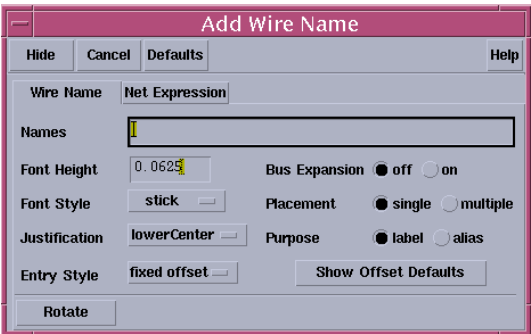 Add Wire Name
Hide Cancel Defaults Help
Wire Name Net Expression
Names
Font Height 0.0625 Bus Expansion off on
Font Style stick Placement single multiple
Justification lowerCenter Purpose label alias
Entry Style fixed offset Show Offset Defaults
Rotate